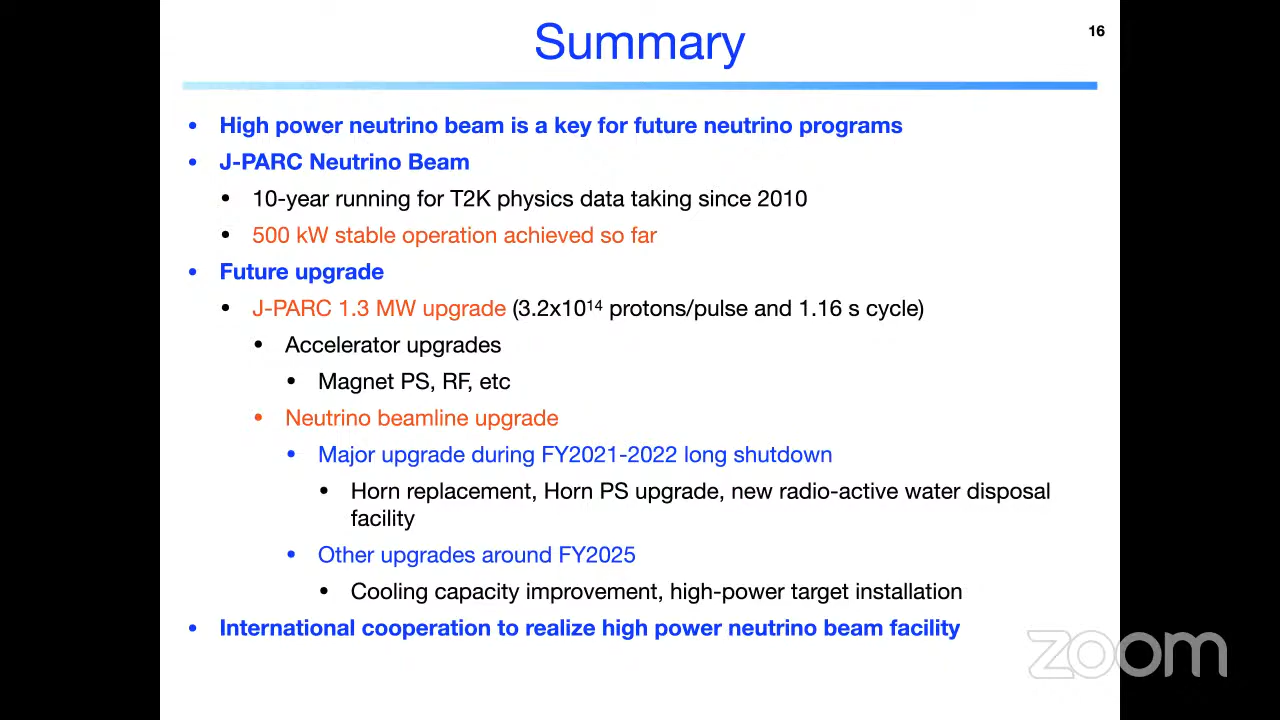 Summary
16
• High power neutrino beam is a key for future neutrino programs
• J-PARC Neutrino Beam
• 10-year running for T2K physics data taking since 2010
• 500 kW stable operation achieved so far
• Future upgrade
• J-PARC 1.3 MW upgrade (3.2x10¹⁴ protons/pulse and 1.16 s cycle)
• Accelerator upgrades
• Magnet PS, RF, etc
• Neutrino beamline upgrade
• Major upgrade during FY2021-2022 long shutdown
• Horn replacement, Horn PS upgrade, new radio-active water disposal
facility
• Other upgrades around FY2025
• Cooling capacity improvement, high-power target installation
• International cooperation to realize high power neutrino beam facility
zoom